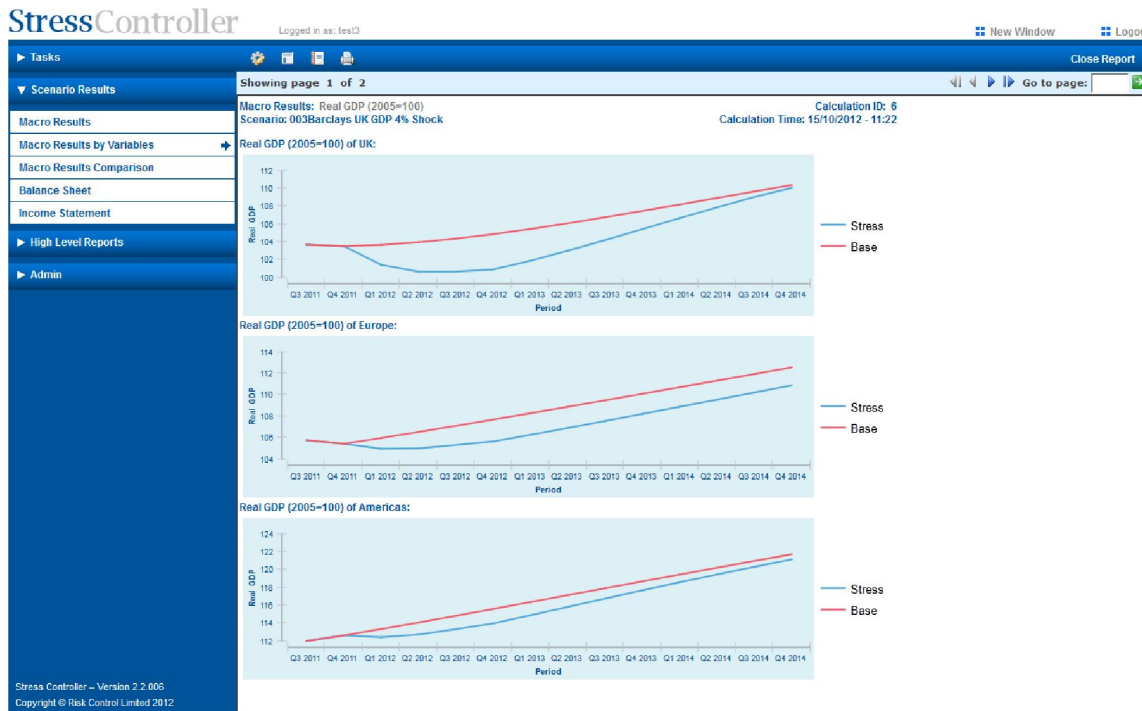 StressController
Logged in as: test3
New Window
Logou
Tasks
Close Report
Scenario Results
Showing page 1 of 2
Go to page:
Macro Results
Macro Results by Variables
Macro Results Comparison
Balance Sheet
Income Statement
High Level Reports
Admin
Macro Results: Real GDP (2005=100)
Calculation ID: 6
Scenario: 003Barclays UK GDP 4% Shock
Calculation Time: 15/10/2012 - 11:22
Real GDP (2005=100) of UK:
112
110
108
106
104
102
100
Real GDP
Q3 2011 Q4 2011 Q1 2012 Q2 2012 Q3 2012 Q4 2012 Q1 2013 Q2 2013 Q3 2013 Q4 2013 Q1 2014 Q2 2014 Q3 2014 Q4 2014
Period
Stress
Base
Real GDP (2005=100) of Europe:
114
112
110
108
106
104
Real GDP
Q3 2011 Q4 2011 Q1 2012 Q2 2012 Q3 2012 Q4 2012 Q1 2013 Q2 2013 Q3 2013 Q4 2013 Q1 2014 Q2 2014 Q3 2014 Q4 2014
Period
Stress
Base
Real GDP (2005=100) of Americas:
124
122
120
118
116
114
112
Real GDP
Q3 2011 Q4 2011 Q1 2012 Q2 2012 Q3 2012 Q4 2012 Q1 2013 Q2 2013 Q3 2013 Q4 2013 Q1 2014 Q2 2014 Q3 2014 Q4 2014
Period
Stress
Base
Stress Controller – Version 2.2.006
Copyright © Risk Control Limited 2012